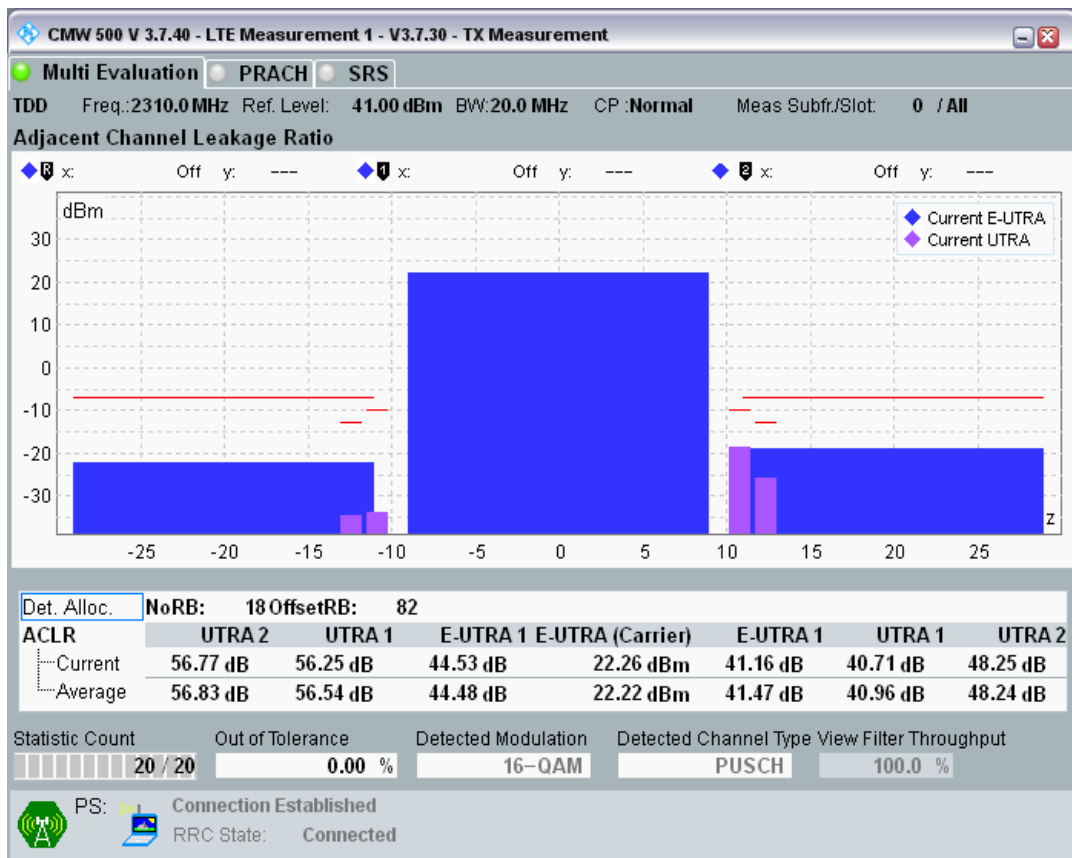 CMW 500 V 3.7.40 - LTE Measurement 1 - V3.7.30 - TX Measurement
Multi Evaluation PRACH SRS
TDD Freq.:2310.0 MHz Ref. Level: 41.00 dBm BW:20.0 MHz CP :Normal Meas Subfr./Slot: 0 / All
Adjacent Channel Leakage Ratio
R x: Off y: --- 1 x: Off y: --- 2 x: Off y: ---
dBm
Current E-UTRA
Current UTRA
30
20
10
0
-10
-20
-30
z
-25 -20 -15 -10 -5 0 5 10 15 20 25
Det. Alloc. NoRB: 18 OffsetRB: 82
ACLR UTRA 2 UTRA 1 E-UTRA 1 E-UTRA (Carrier) E-UTRA 1 UTRA 1 UTRA 2
Current 56.77 dB 56.25 dB 44.53 dB 22.26 dBm 41.16 dB 40.71 dB 48.25 dB
Average 56.83 dB 56.54 dB 44.48 dB 22.22 dBm 41.47 dB 40.96 dB 48.24 dB
Statistic Count Out of Tolerance Detected Modulation Detected Channel Type View Filter Throughput
20 / 20 0.00 % 16-QAM PUSCH 100.0 %
PS: Connection Established
RRC State: Connected